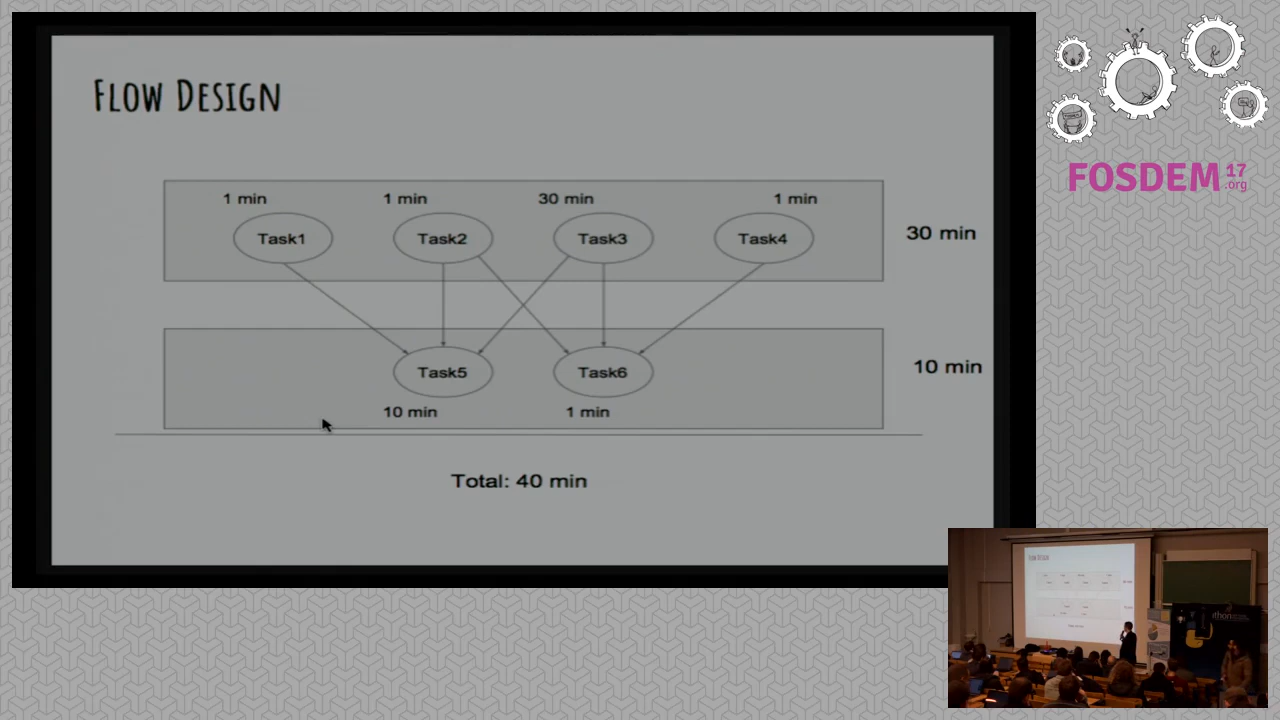 FLOW DESIGN
1 min 1 min 30 min 1 min
Task1 Task2 Task3 Task4
30 min
Task5 Task6
10 min
10 min 1 min
Total: 40 min
FOSDEM 17
.org